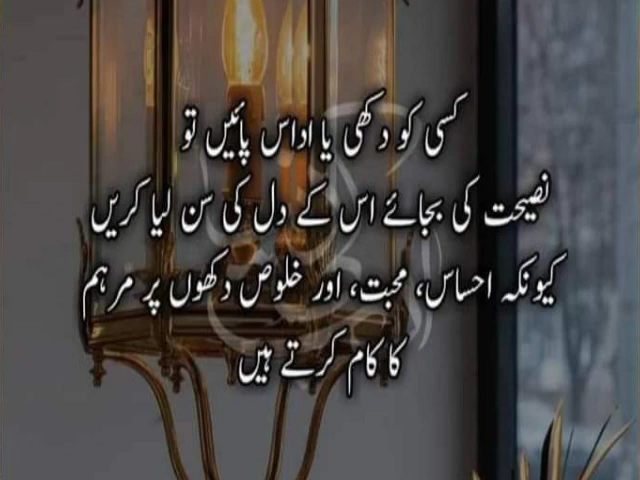 کسی کو دکھی یا اداس پائیں تو
نصیحت کی بجائے اس کے دل کی سن لیا کریں
کیونکہ احساس، محبت، اور خلوص دکھوں پر مرہم
کا کام کرتے ہیں